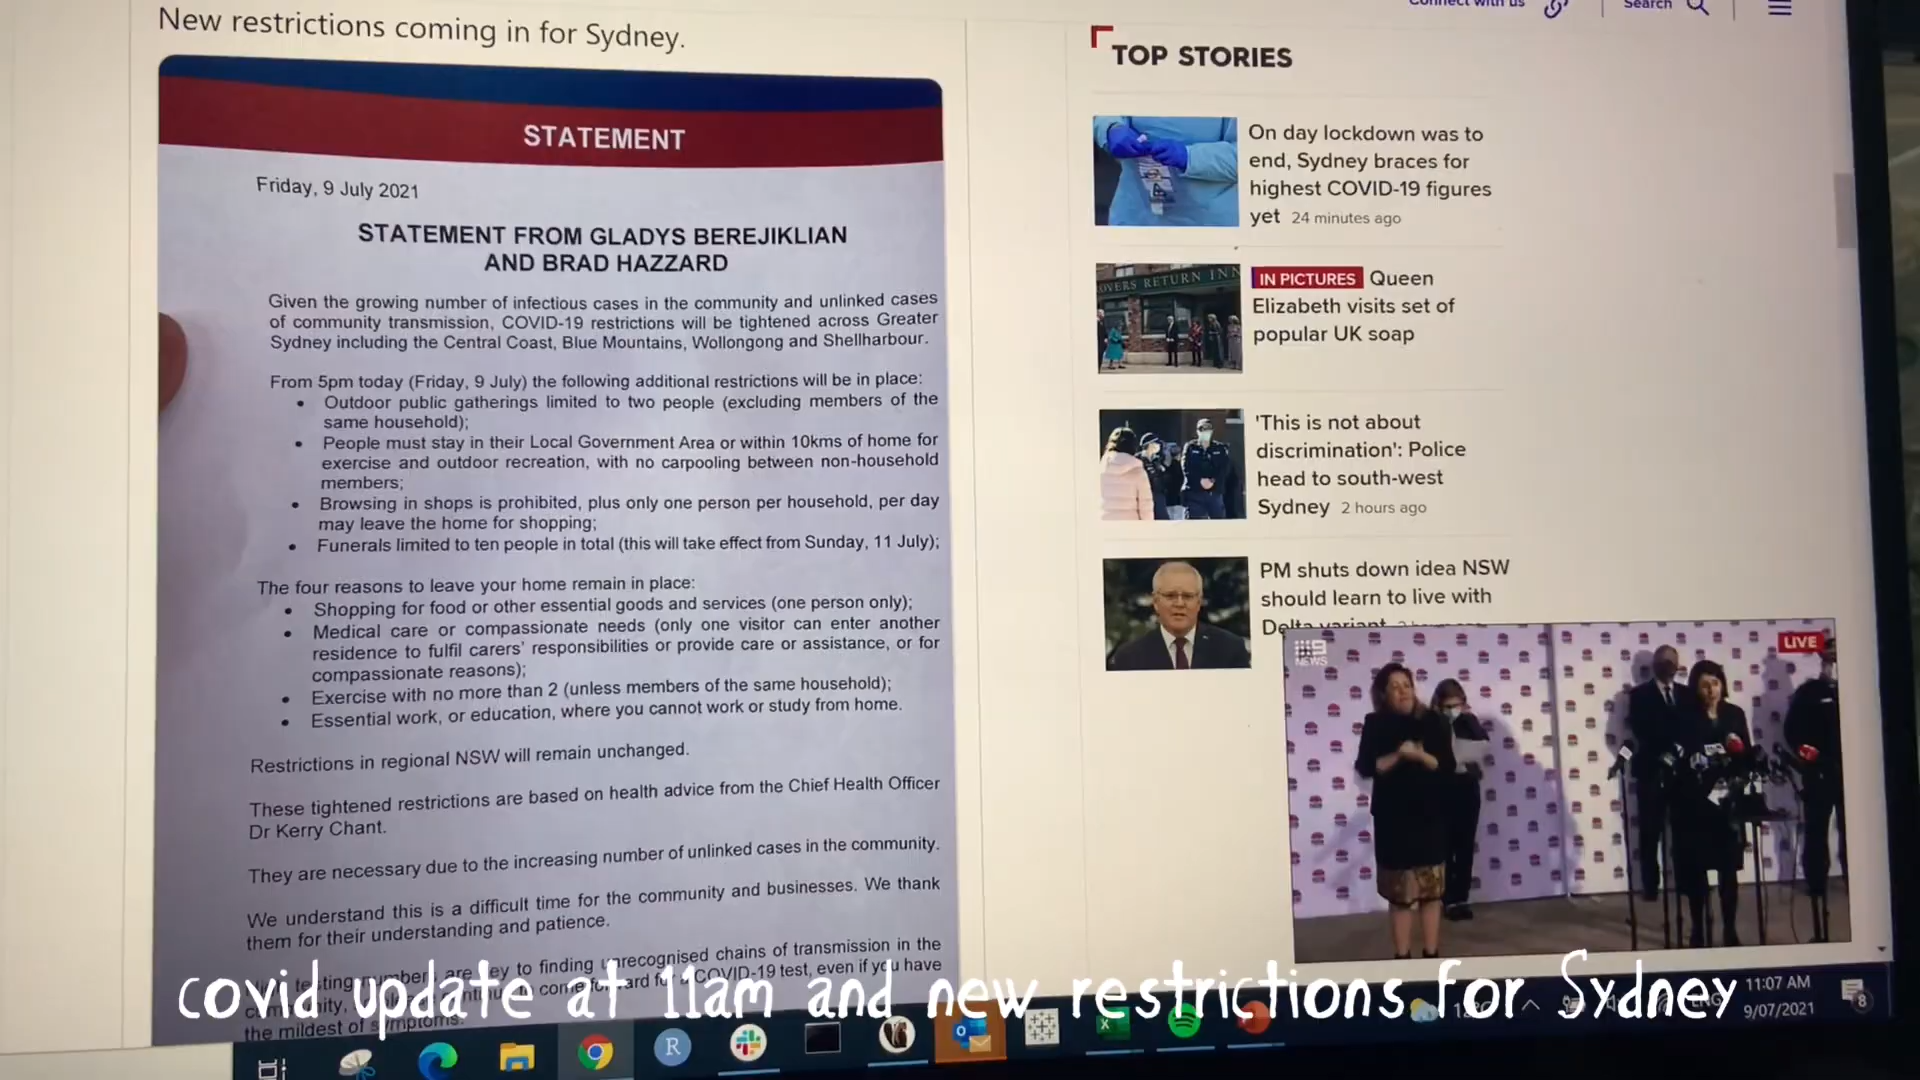 New restrictions coming in for Sydney.
STATEMENT
Friday, 9 July 2021
STATEMENT FROM GLADYS BEREJIKLIAN
AND BRAD HAZZARD
Given the growing number of infectious cases in the community and unlinked cases
of community transmission, COVID-19 restrictions will be tightened across Greater
Sydney including the Central Coast, Blue Mountains, Wollongong and Shellharbour.
From 5pm today (Friday, 9 July) the following additional restrictions will be in place:
• Outdoor public gatherings limited to two people (excluding members of the
same household);
• People must stay in their Local Government Area or within 10kms of home for
exercise and outdoor recreation, with no carpooling between non-household
members;
• Browsing in shops is prohibited, plus only one person per household, per day
may leave the home for shopping;
• Funerals limited to ten people in total (this will take effect from Sunday, 11 July);
The four reasons to leave your home remain in place:
• Shopping for food or other essential goods and services (one person only);
• Medical care or compassionate needs (only one visitor can enter another
residence to fulfil carers' responsibilities or provide care or assistance, or for
compassionate reasons);
• Exercise with no more than 2 (unless members of the same household);
• Essential work, or education, where you cannot work or study from home.
Restrictions in regional NSW will remain unchanged.
These tightened restrictions are based on health advice from the Chief Health Officer
Dr Kerry Chant.
They are necessary due to the increasing number of unlinked cases in the community.
We understand this is a difficult time for the community and businesses. We thank
them for their understanding and patience.
to finding unrecognised chains of transmission in the
COVID-19 test, even if you have
the mildest of symptoms.
Connect with us
Search
TOP STORIES
On day lockdown was to
end, Sydney braces for
highest COVID-19 figures
yet 24 minutes ago
OVERS RETURN INN
IN PICTURES Queen
Elizabeth visits set of
popular UK soap
'This is not about
discrimination': Police
head to south-west
Sydney 2 hours ago
PM shuts down idea NSW
should learn to live with
Delta variant
9
NEWS
LIVE
covid update at 11am and new restrictions for Sydney
R
11:07 AM
9/07/2021
8